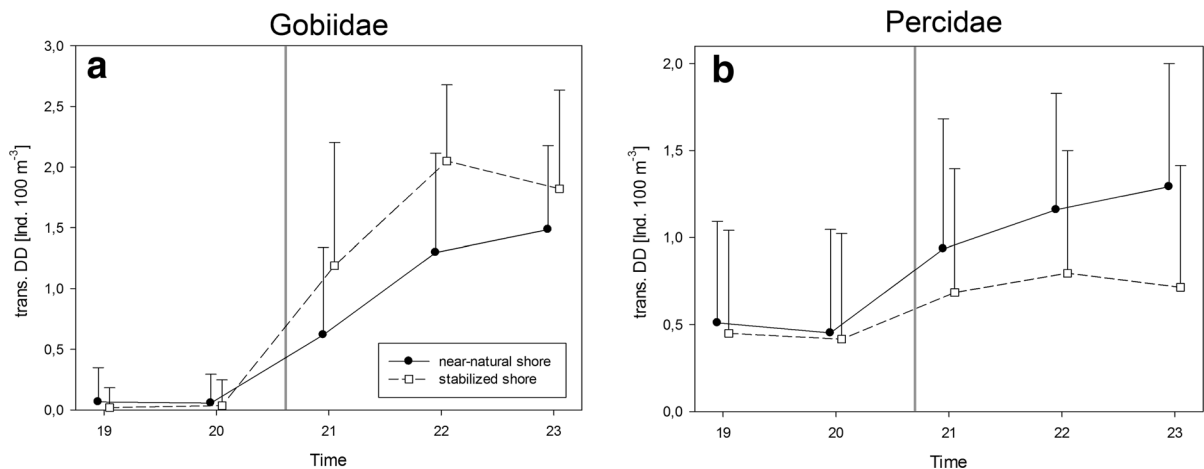 Gobiidae
a
trans. DD [Ind. 100 m⁻³]
3,0
2,5
2,0
1,5
1,0
0,5
0,0
near-natural shore
stabilized shore
19 20 21 22 23
Time
Percidae
b
trans. DD [Ind. 100 m⁻³]
2,0
1,5
1,0
0,5
0,0
19 20 21 22 23
Time